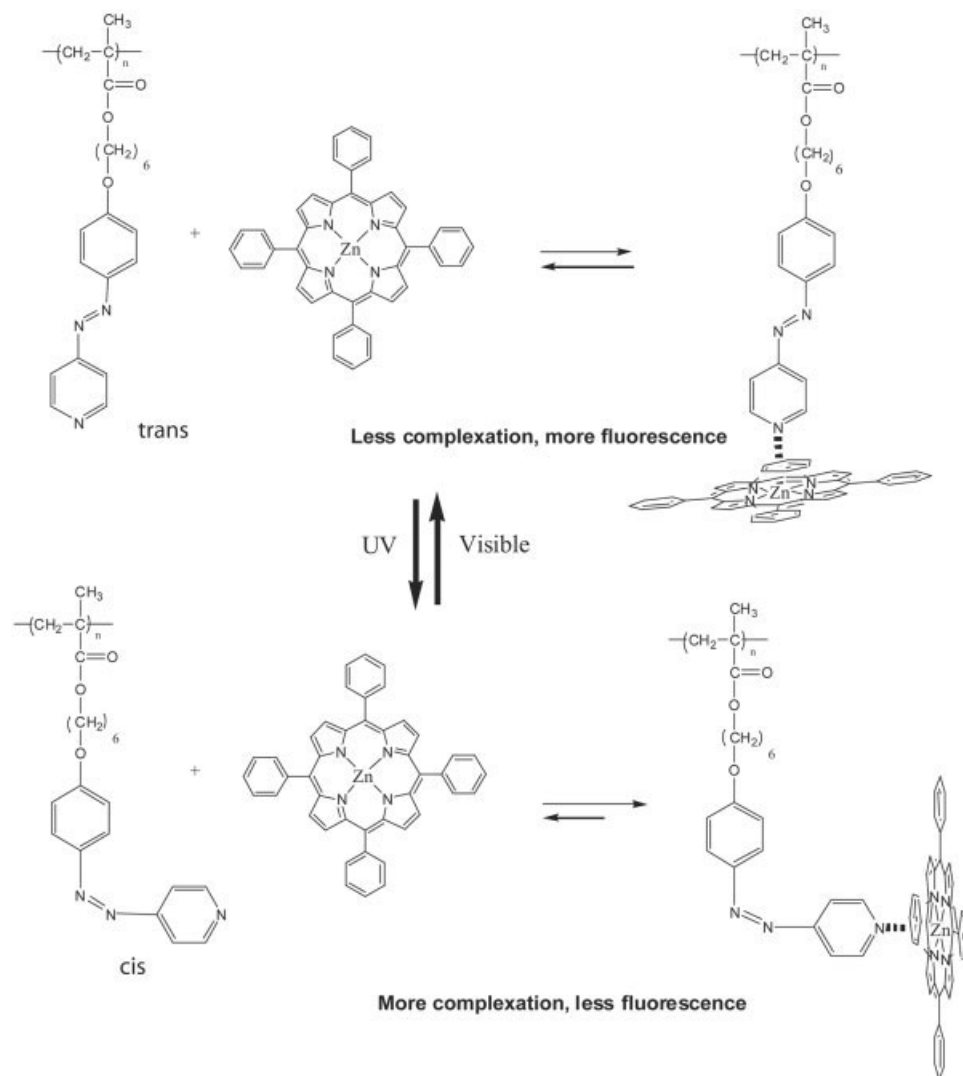 CH₃
(CH₂—C)ₙ
C=O
O
(CH₂)₆
O
N=N
N
trans
+
N N
Zn
N N
CH₃
(CH₂—C)ₙ
C=O
O
(CH₂)₆
O
N=N
N
N N
Zn
N N
Less complexation, more fluorescence
UV Visible
CH₃
(CH₂—C)ₙ
C=O
O
(CH₂)₆
O
N=N
N
cis
+
N N
Zn
N N
CH₃
(CH₂—C)ₙ
C=O
O
(CH₂)₆
O
N=N
N
N N
Zn
N N
More complexation, less fluorescence